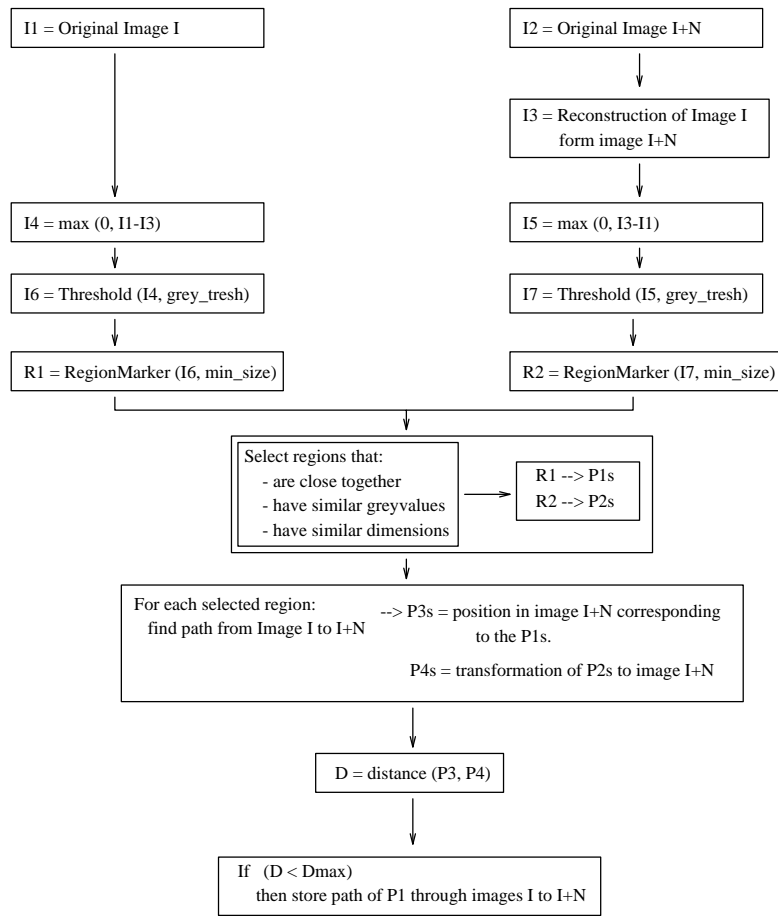 I1 = Original Image I
I2 = Original Image I+N
I3 = Reconstruction of Image I
form image I+N
I4 = max (0, I1-I3)
I5 = max (0, I3-I1)
I6 = Threshold (I4, grey_tresh)
I7 = Threshold (I5, grey_tresh)
R1 = RegionMarker (I6, min_size)
R2 = RegionMarker (I7, min_size)
Select regions that:
- are close together
- have similar greyvalues
- have similar dimensions
R1 --> P1s
R2 --> P2s
For each selected region:
find path from Image I to I+N
--> P3s = position in image I+N corresponding
to the P1s.
P4s = transformation of P2s to image I+N
D = distance (P3, P4)
If (D < Dmax)
then store path of P1 through images I to I+N